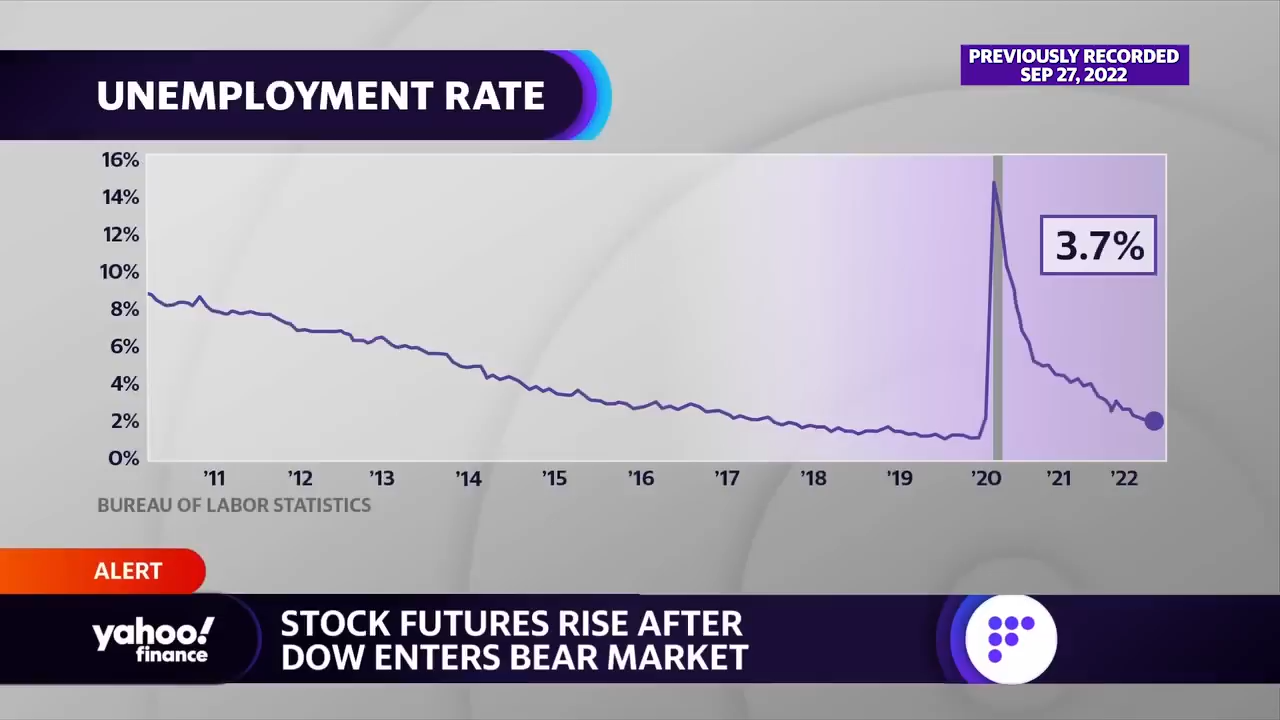 PREVIOUSLY RECORDED
SEP 27, 2022
UNEMPLOYMENT RATE
16%
14%
12%
10%
8%
6%
4%
2%
0%
3.7%
'11 '12 '13 '14 '15 '16 '17 '18 '19 '20 '21 '22
BUREAU OF LABOR STATISTICS
ALERT
yahoo!
finance
STOCK FUTURES RISE AFTER
DOW ENTERS BEAR MARKET